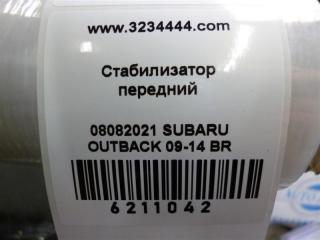 www.3234444.com
Стабилизатор
передний
08082021 SUBARU
OUTBACK 09-14 BR
6211042